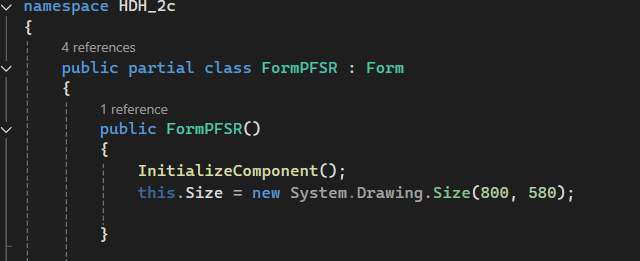 namespace HDH_2c
{
4 references
public partial class FormPFSR : Form
{
1 reference
public FormPFSR()
{
InitializeComponent();
this.Size = new System.Drawing.Size(800, 580);
}